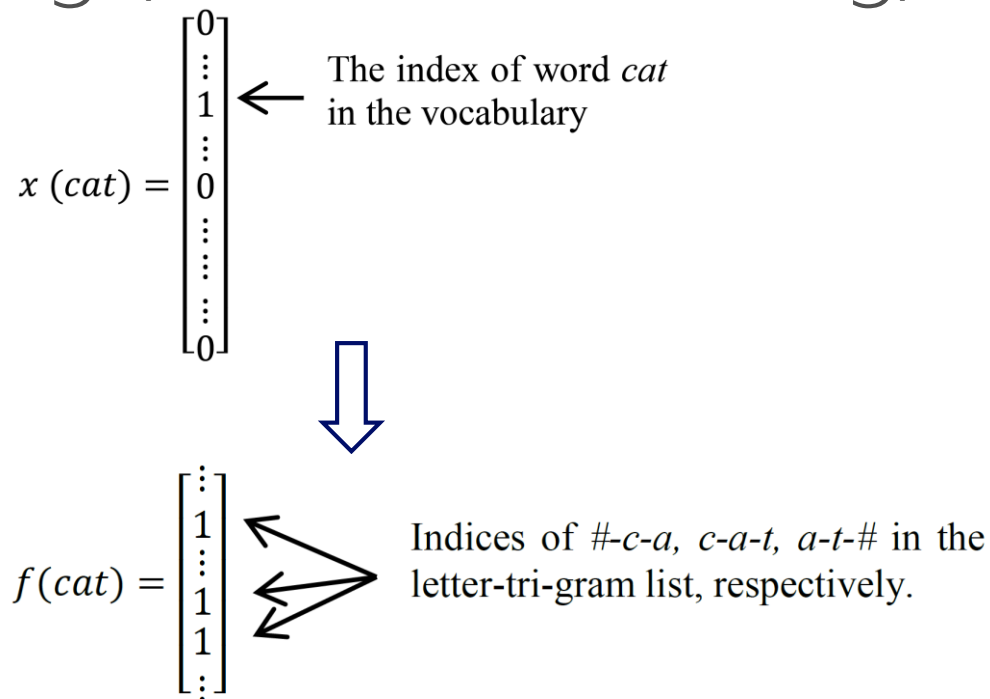 0
⋮
The index of word cat
1
in the vocabulary
⋮
x (cat) = 0
⋮
⋮
⋮
0
⋮
1
Indices of #-c-a, c-a-t, a-t-# in the
⋮
f(cat) =
letter-tri-gram list, respectively.
1
1
⋮